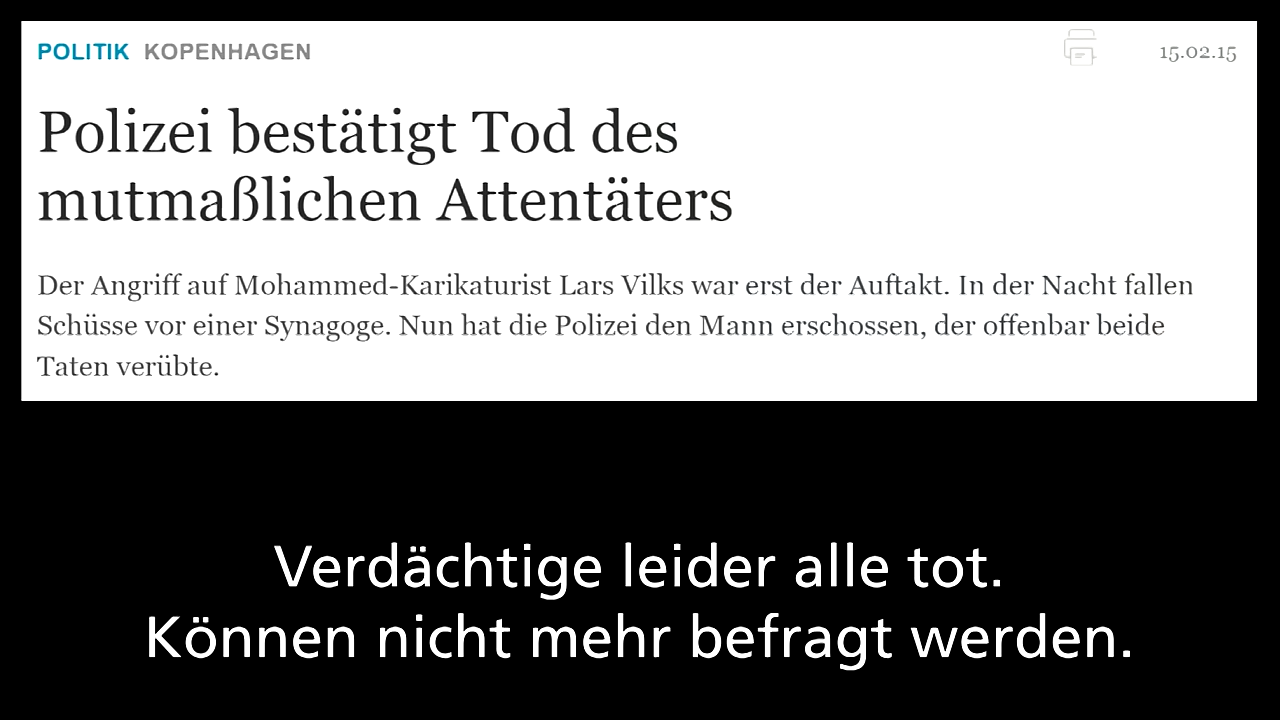 POLITIK KOPENHAGEN 15.02.15
Polizei bestätigt Tod des
mutmaßlichen Attentäters
Der Angriff auf Mohammed-Karikaturist Lars Vilks war erst der Auftakt. In der Nacht fallen
Schüsse vor einer Synagoge. Nun hat die Polizei den Mann erschossen, der offenbar beide
Taten verübte.
Verdächtige leider alle tot.
Können nicht mehr befragt werden.